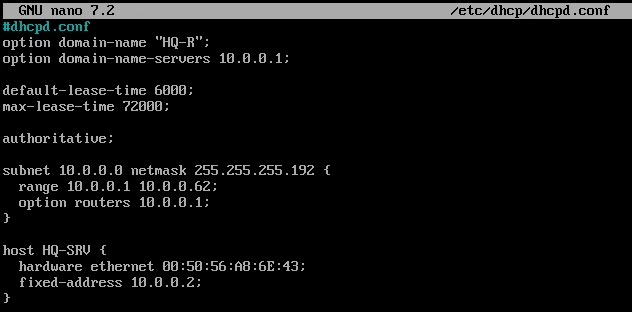 GNU nano 7.2 /etc/dhcp/dhcpd.conf
#dhcpd.conf
option domain-name "HQ-R";
option domain-name-servers 10.0.0.1;
default-lease-time 6000;
max-lease-time 72000;
authoritative;
subnet 10.0.0.0 netmask 255.255.255.192 {
range 10.0.0.1 10.0.0.62;
option routers 10.0.0.1;
}
host HQ-SRV {
hardware ethernet 00:50:56:A8:6E:43;
fixed-address 10.0.0.2;
}